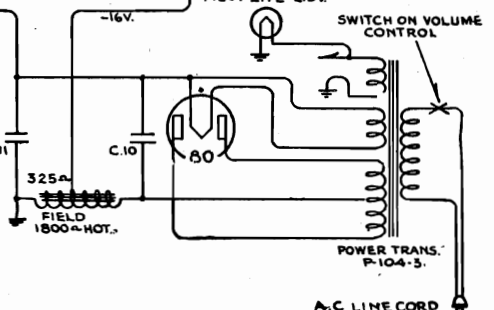 -16V.
SWITCH ON VOLUME
CONTROL
C.10
80
325Ω
FIELD
1800Ω HOT.
POWER TRANS.
P-104-3.
A.C LINE CORD